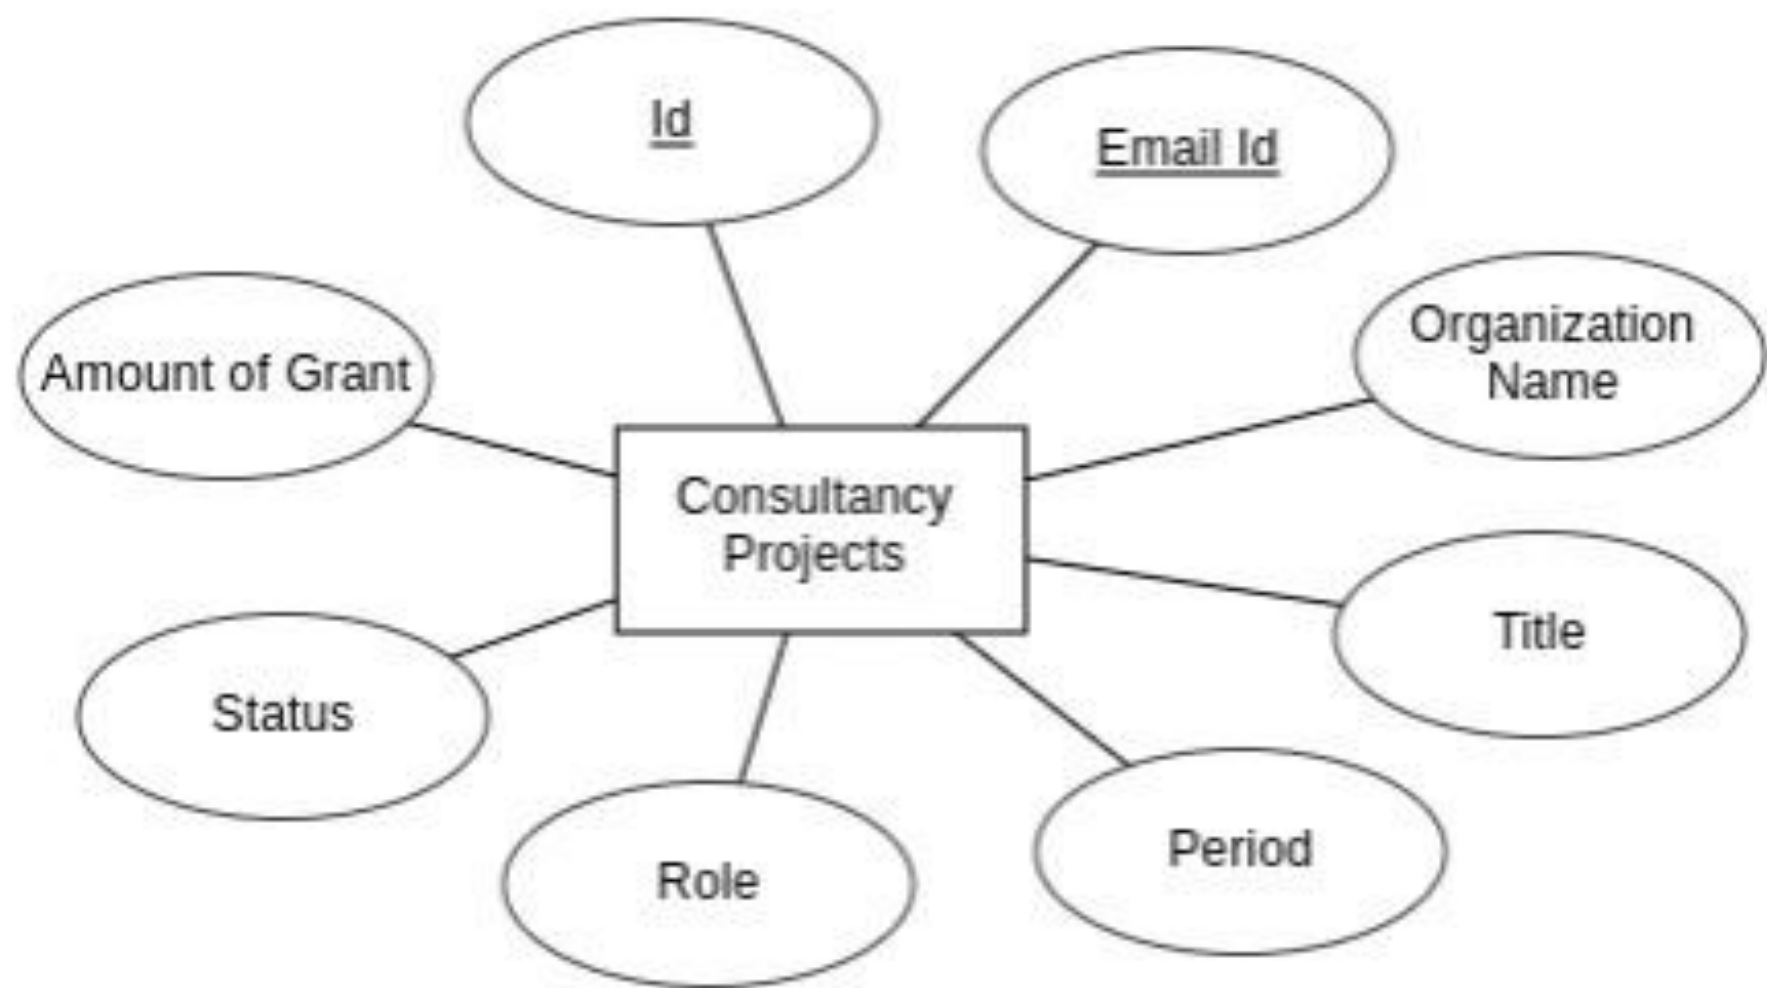 Id
Email Id
Organization
Name
Amount of Grant
Consultancy
Projects
Title
Status
Period
Role